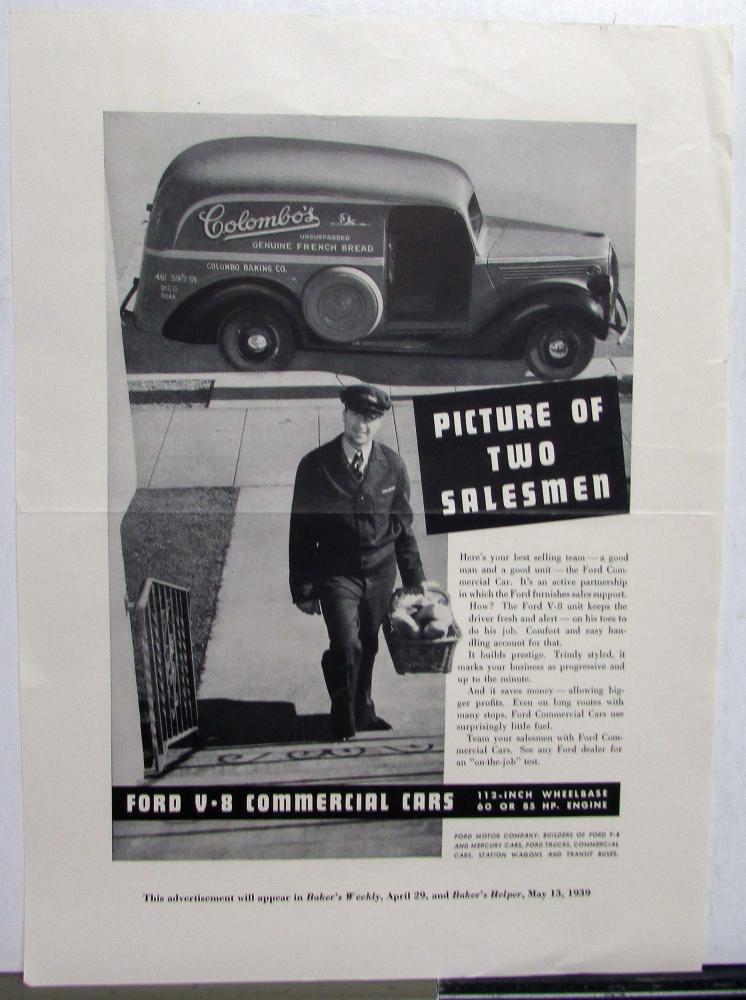 Colombo's
UNSURPASSED
GENUINE FRENCH BREAD
COLOMBO BAKING CO.
461 59TH ST.
PIED.
PICTURE OF
TWO
SALESMEN
Here's your best selling team — a good
man and a good unit — the Ford Com-
mercial Car. It's an active partnership
in which the Ford furnishes sales support.
How? The Ford V-8 unit keeps the
driver fresh and alert — on his toes to
do his job. Comfort and easy han-
dling account for that.
It builds prestige. Trimly styled, it
marks your business as progressive and
up to the minute.
And it saves money — allowing big-
ger profits. Even on long routes with
many stops, Ford Commercial Cars use
surprisingly little fuel.
Team your salesmen with Ford Com-
mercial Cars. See any Ford dealer for
an "on-the-job" test.
FORD V·8 COMMERCIAL CARS
112-INCH WHEELBASE
60 OR 85 HP. ENGINE
FORD MOTOR COMPANY, BUILDERS OF FORD V-8
AND MERCURY CARS, FORD TRUCKS, COMMERCIAL
CARS, STATION WAGONS AND TRANSIT BUSES.
This advertisement will appear in Baker's Weekly, April 29, and Baker's Helper, May 13, 1939